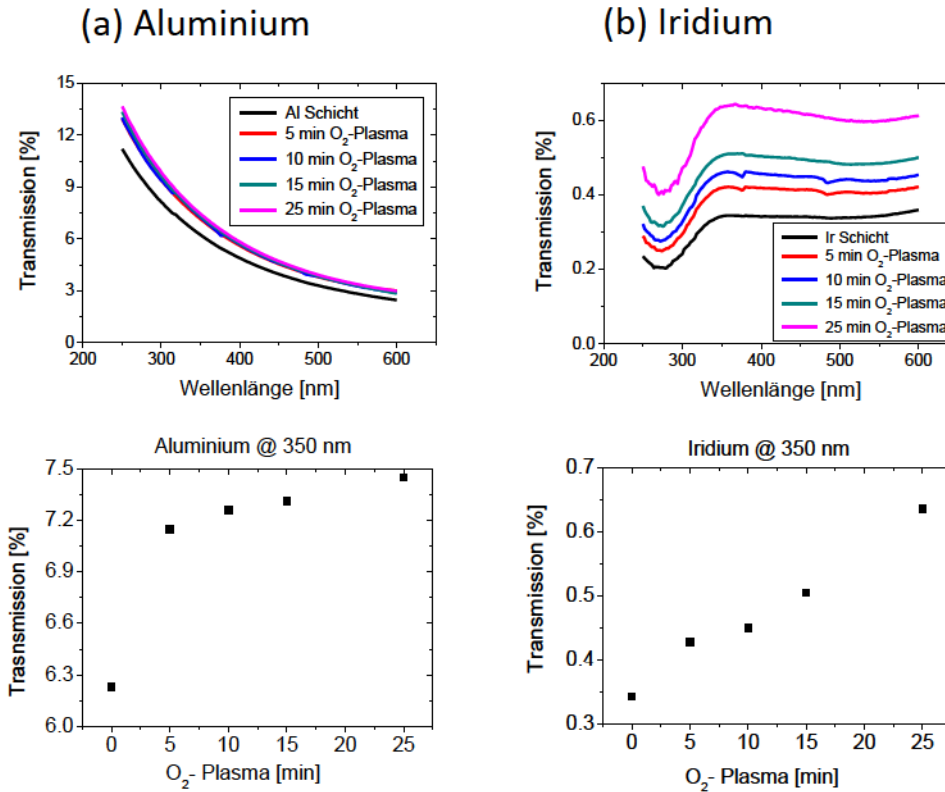 (a) Aluminium
(b) Iridium
15
12
9
6
3
0
Transmission [%]
Al Schicht
5 min O₂-Plasma
10 min O₂-Plasma
15 min O₂-Plasma
25 min O₂-Plasma
200 300 400 500 600
Wellenlänge [nm]
0.6
0.4
0.2
0.0
Transmission [%]
Ir Schicht
5 min O₂-Plasma
10 min O₂-Plasma
15 min O₂-Plasma
25 min O₂-Plasma
200 300 400 500 600
Wellenlänge [nm]
Aluminium @ 350 nm
7.5
7.2
6.9
6.6
6.3
6.0
Trasnsmission [%]
0 5 10 15 20 25
O₂- Plasma [min]
Iridium @ 350 nm
0.7
0.6
0.5
0.4
0.3
Transmission [%]
0 5 10 15 20 25
O₂- Plasma [min]